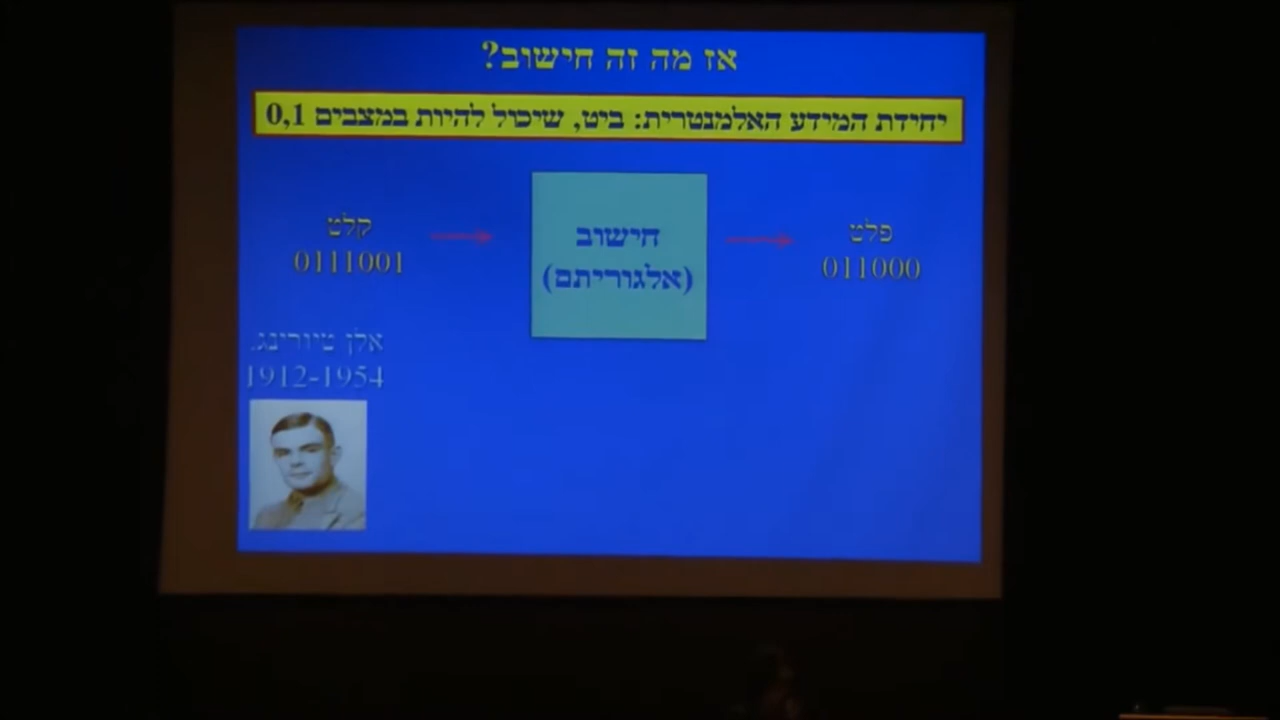 אז מה זה חישוב?
יחידת המידע האלמנטרית: ביט, שיכול להיות במצבים 0,1
קלט
0111001
חישוב
(אלגוריתם)
פלט
011000
אלן טיורינג.
1912-1954